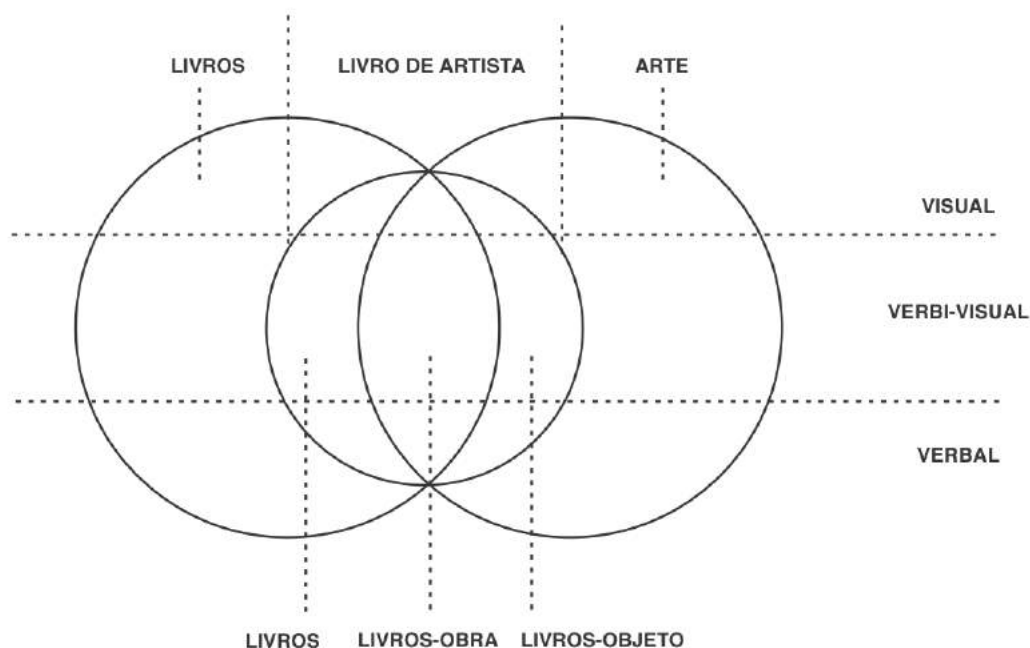 LIVROS LIVRO DE ARTISTA ARTE
VISUAL
VERBI-VISUAL
VERBAL
LIVROS LIVROS-OBRA LIVROS-OBJETO